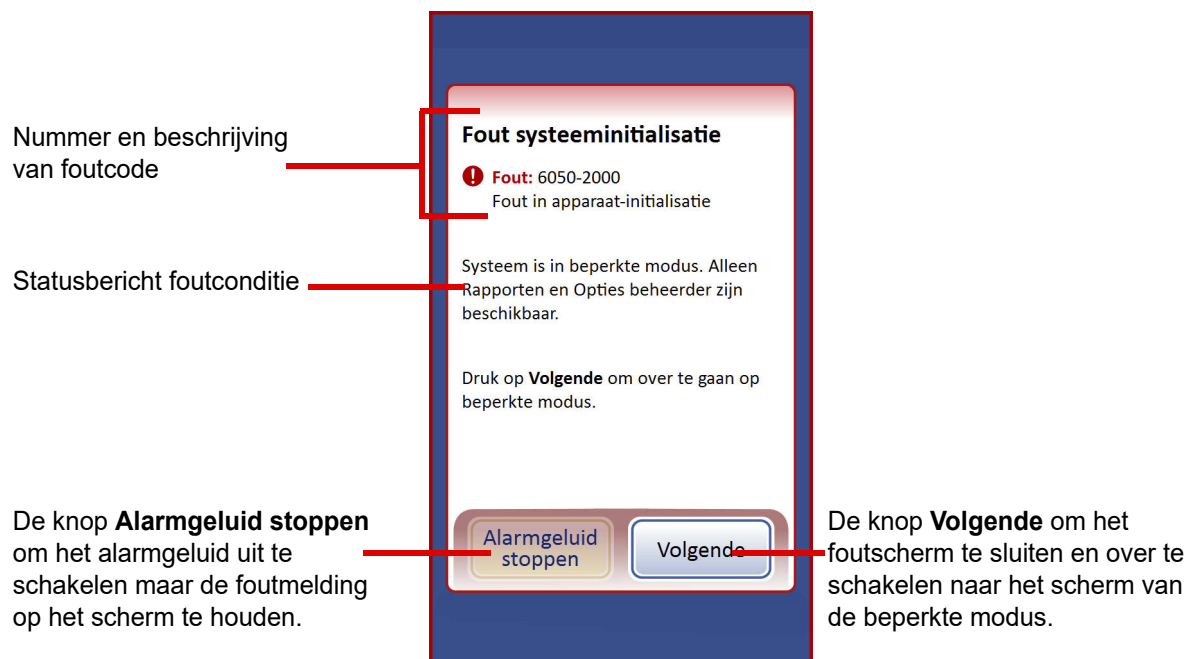 Nummer en beschrijving
van foutcode
Fout systeeminitialisatie
Fout: 6050-2000
Fout in apparaat-initialisatie
Statusbericht foutconditie
Systeem is in beperkte modus. Alleen
Rapporten en Opties beheerder zijn
beschikbaar.
Druk op Volgende om over te gaan op
beperkte modus.
De knop Alarmgeluid stoppen
om het alarmgeluid uit te
schakelen maar de foutmelding
op het scherm te houden.
Alarmgeluid
stoppen
Volgende
De knop Volgende om het
foutscherm te sluiten en over te
schakelen naar het scherm van
de beperkte modus.